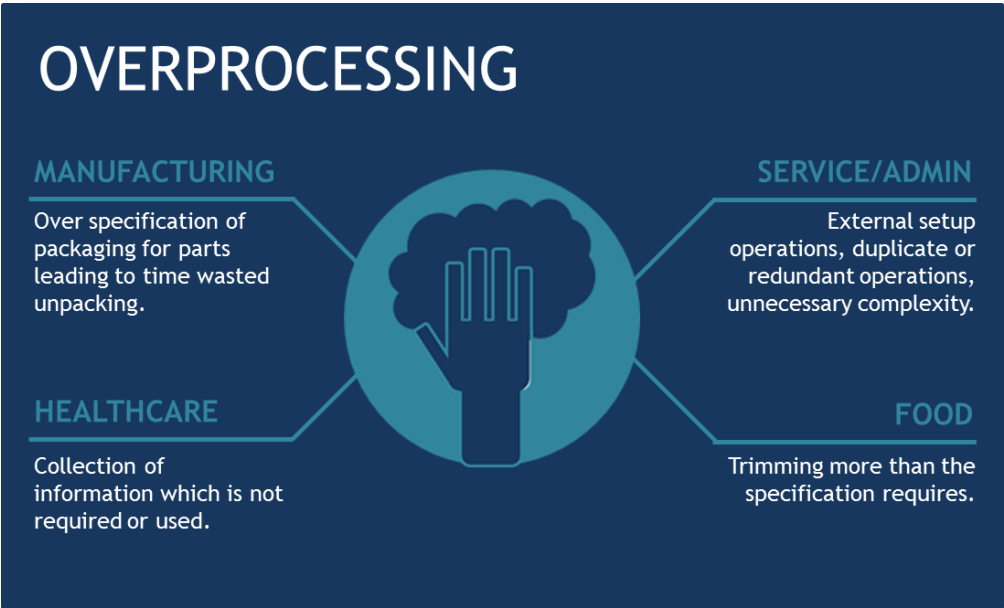 OVERPROCESSING
MANUFACTURING
Over specification of
packaging for parts
leading to time wasted
unpacking.
SERVICE/ADMIN
External setup
operations, duplicate or
redundant operations,
unnecessary complexity.
HEALTHCARE
Collection of
information which is not
required or used.
FOOD
Trimming more than the
specification requires.